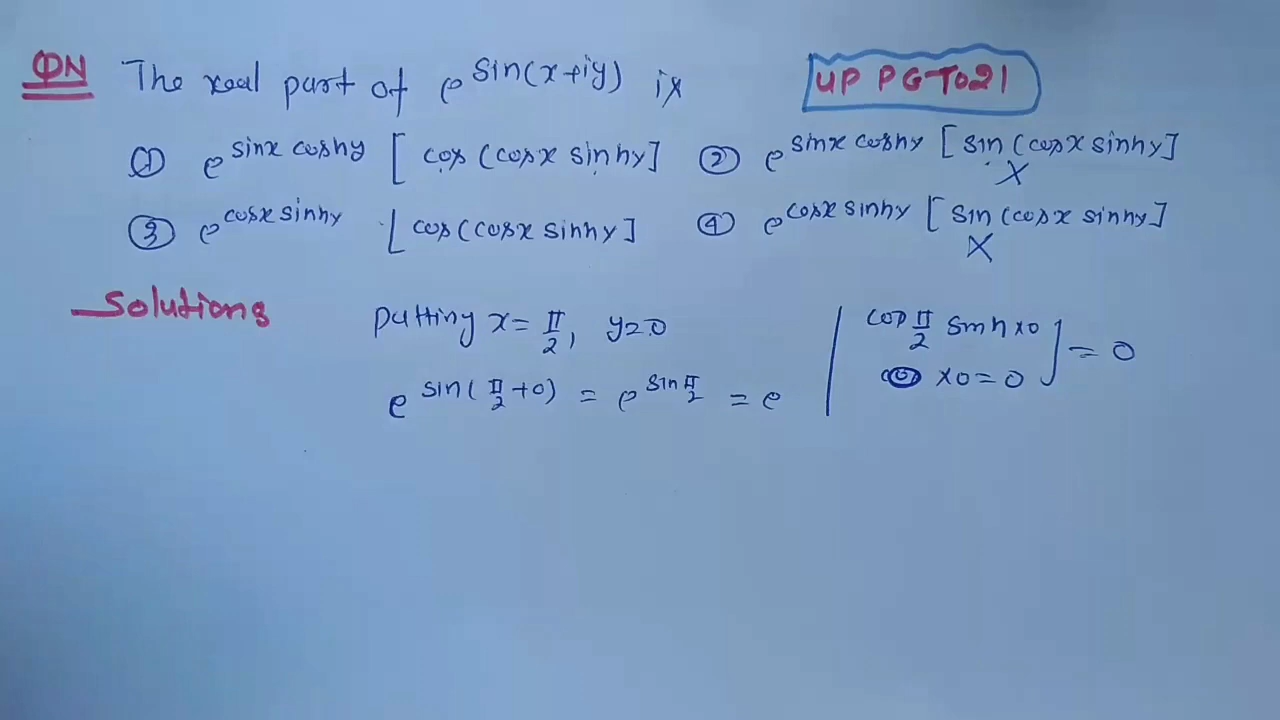 QN The real part of e^sin(x+iy) is UP PGT 021
① e^sinx coshy [ cos (cosx sinhy] ② e^sinx coshy [ sin (cosx sinhy]
X
③ e^cosx sinhy [ cos (cosx sinhy] ④ e^cosx sinhy [ sin (cosx sinhy]
X
Solutions
putting x = π/2, y=0
e^sin(π/2+0) = e^sin π/2 = e
cos π/2 sinh×0
0 ×0=0 ] = 0